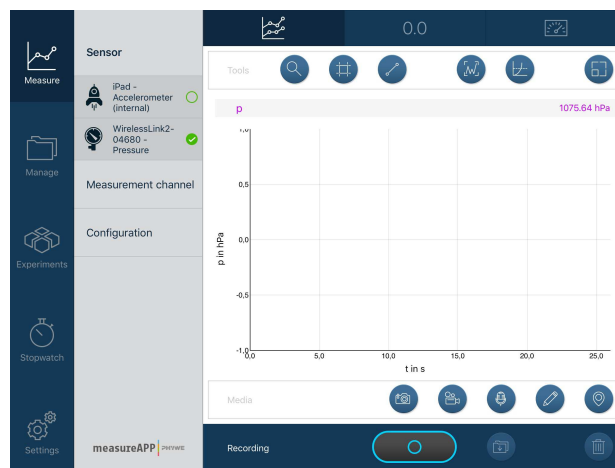 0.0
Sensor
Tools
Measure
iPad -
Accelerometer
(internal)
p
1075.64 hPa
WirelessLink2-
04680 -
Pressure
1,0
Manage
Measurement channel
0,5
Configuration
p in hPa
0,0
Experiments
-0,5
Stopwatch
-1,0
0,0 5,0 10,0 15,0 20,0 25,0
t in s
Media
Settings
measureAPP PHYWE
Recording